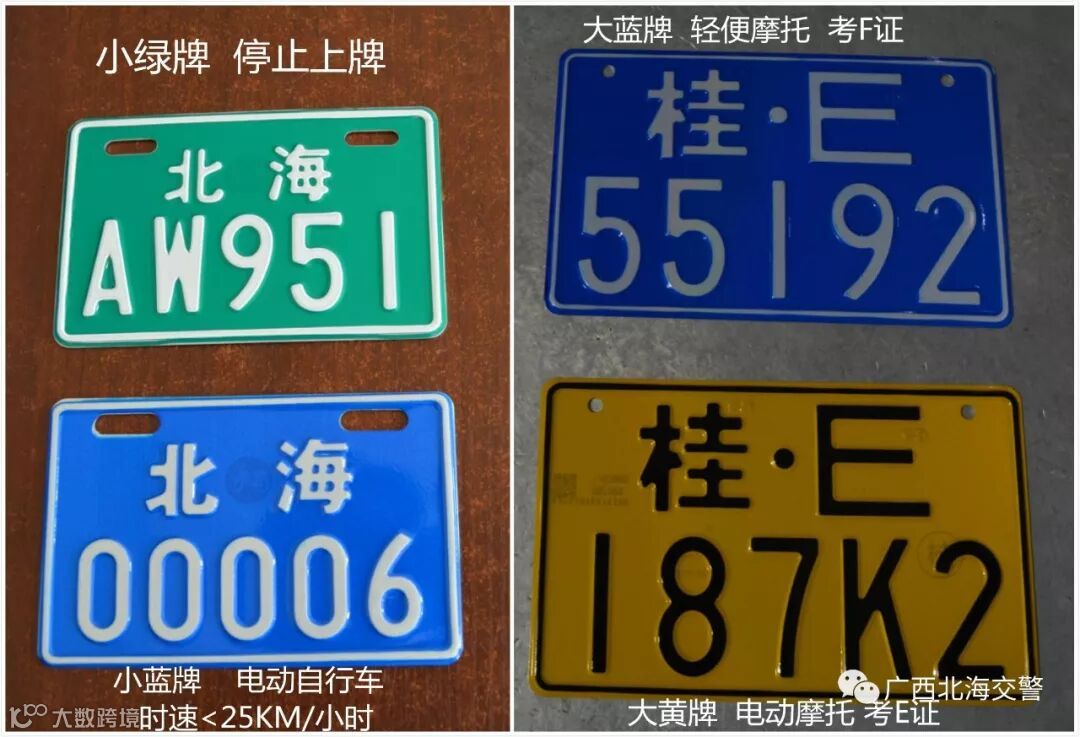 小绿牌 停止上牌
北 海
AW951
北 海
00006
小蓝牌 电动自行车
时速<25KM/小时
大数跨境
大蓝牌 轻便摩托 考F证
桂·E
55192
桂·E
187K2
广西北海交警
大黄牌 电动摩托 考E证